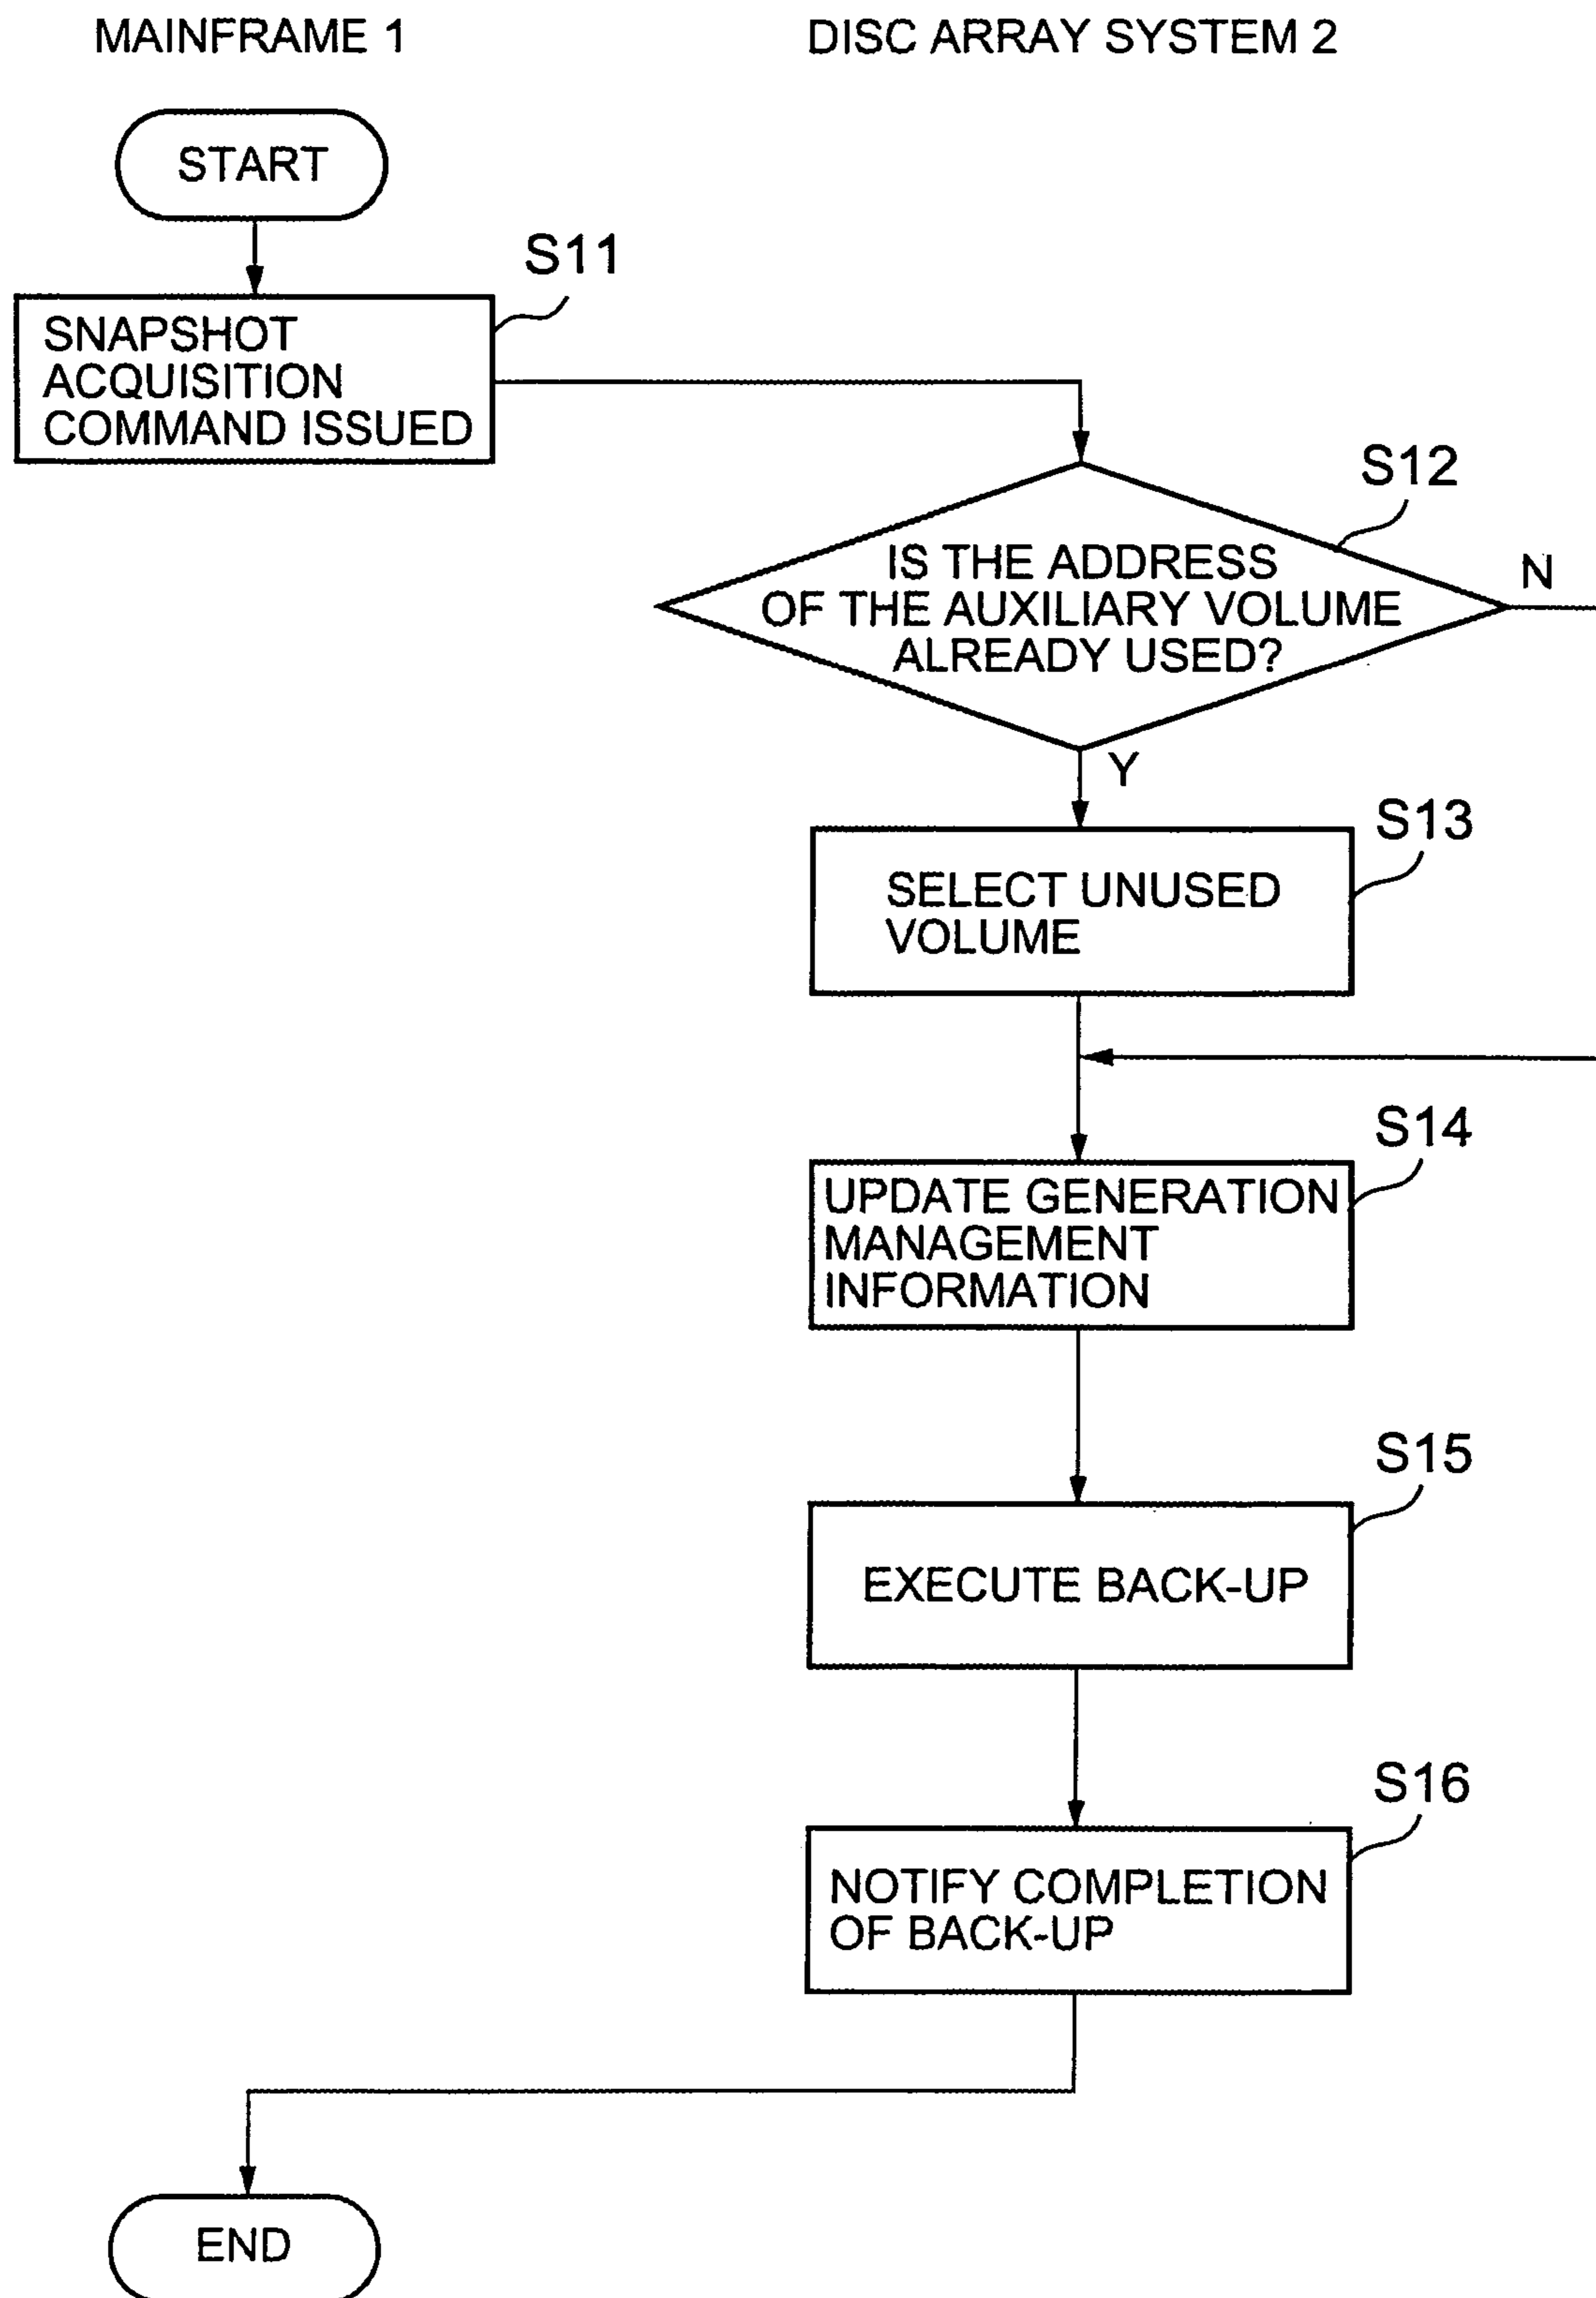 MAINFRAME 1
DISC ARRAY SYSTEM 2
START
S11
SNAPSHOT
ACQUISITION
COMMAND ISSUED
S12
IS THE ADDRESS
OF THE AUXILIARY VOLUME
ALREADY USED?
N
Y
S13
SELECT UNUSED
VOLUME
S14
UPDATE GENERATION
MANAGEMENT
INFORMATION
S15
EXECUTE BACK-UP
S16
NOTIFY COMPLETION
OF BACK-UP
END